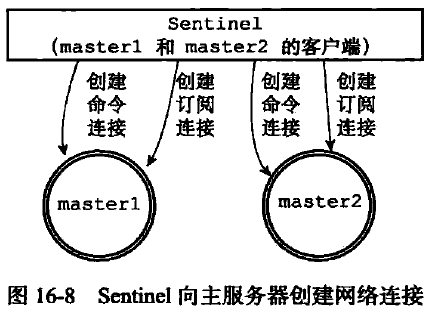 Sentinel
(master1 和 master2 的客户端)
创建 创建 创建 创建
命令 订阅 命令 订阅
连接 连接 连接 连接
master1 master2
图 16-8 Sentinel 向主服务器创建网络连接